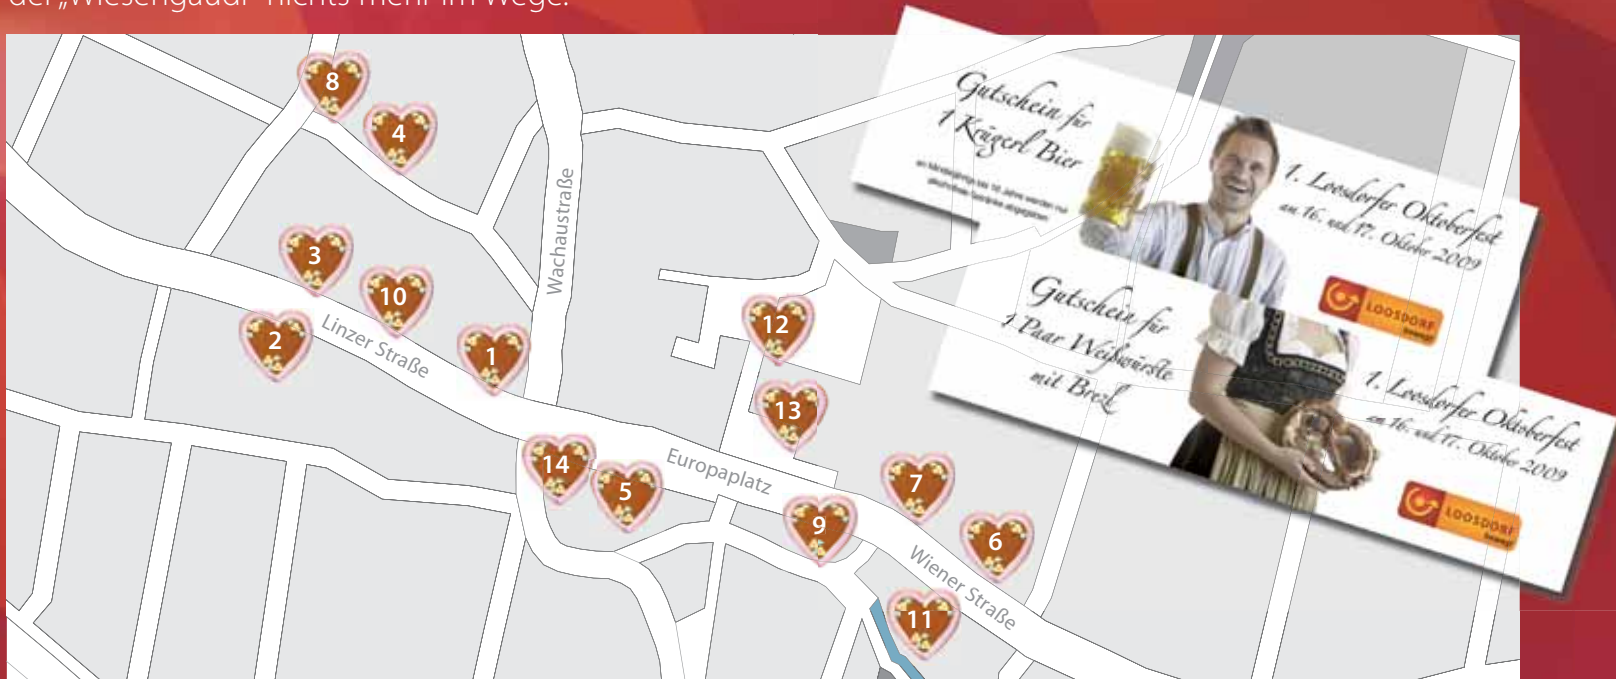 der „Wiesengaudi“ nichts mehr im Wege.
8
4
3
10
2
1
12
13
14
5
7
9
6
11
Linzer Straße
Wachaustraße
Europaplatz
Wiener Straße
Gutschein für
1 Krügerl Bier
1. Loosdorfer Oktoberfest
am 16. und 17. Oktober 2009
LOOSDORF
bewegt
Gutschein für
1 Paar Weißwürste
mit Brezl
1. Loosdorfer Oktoberfest
am 16. und 17. Oktober 2009
LOOSDORF
bewegt